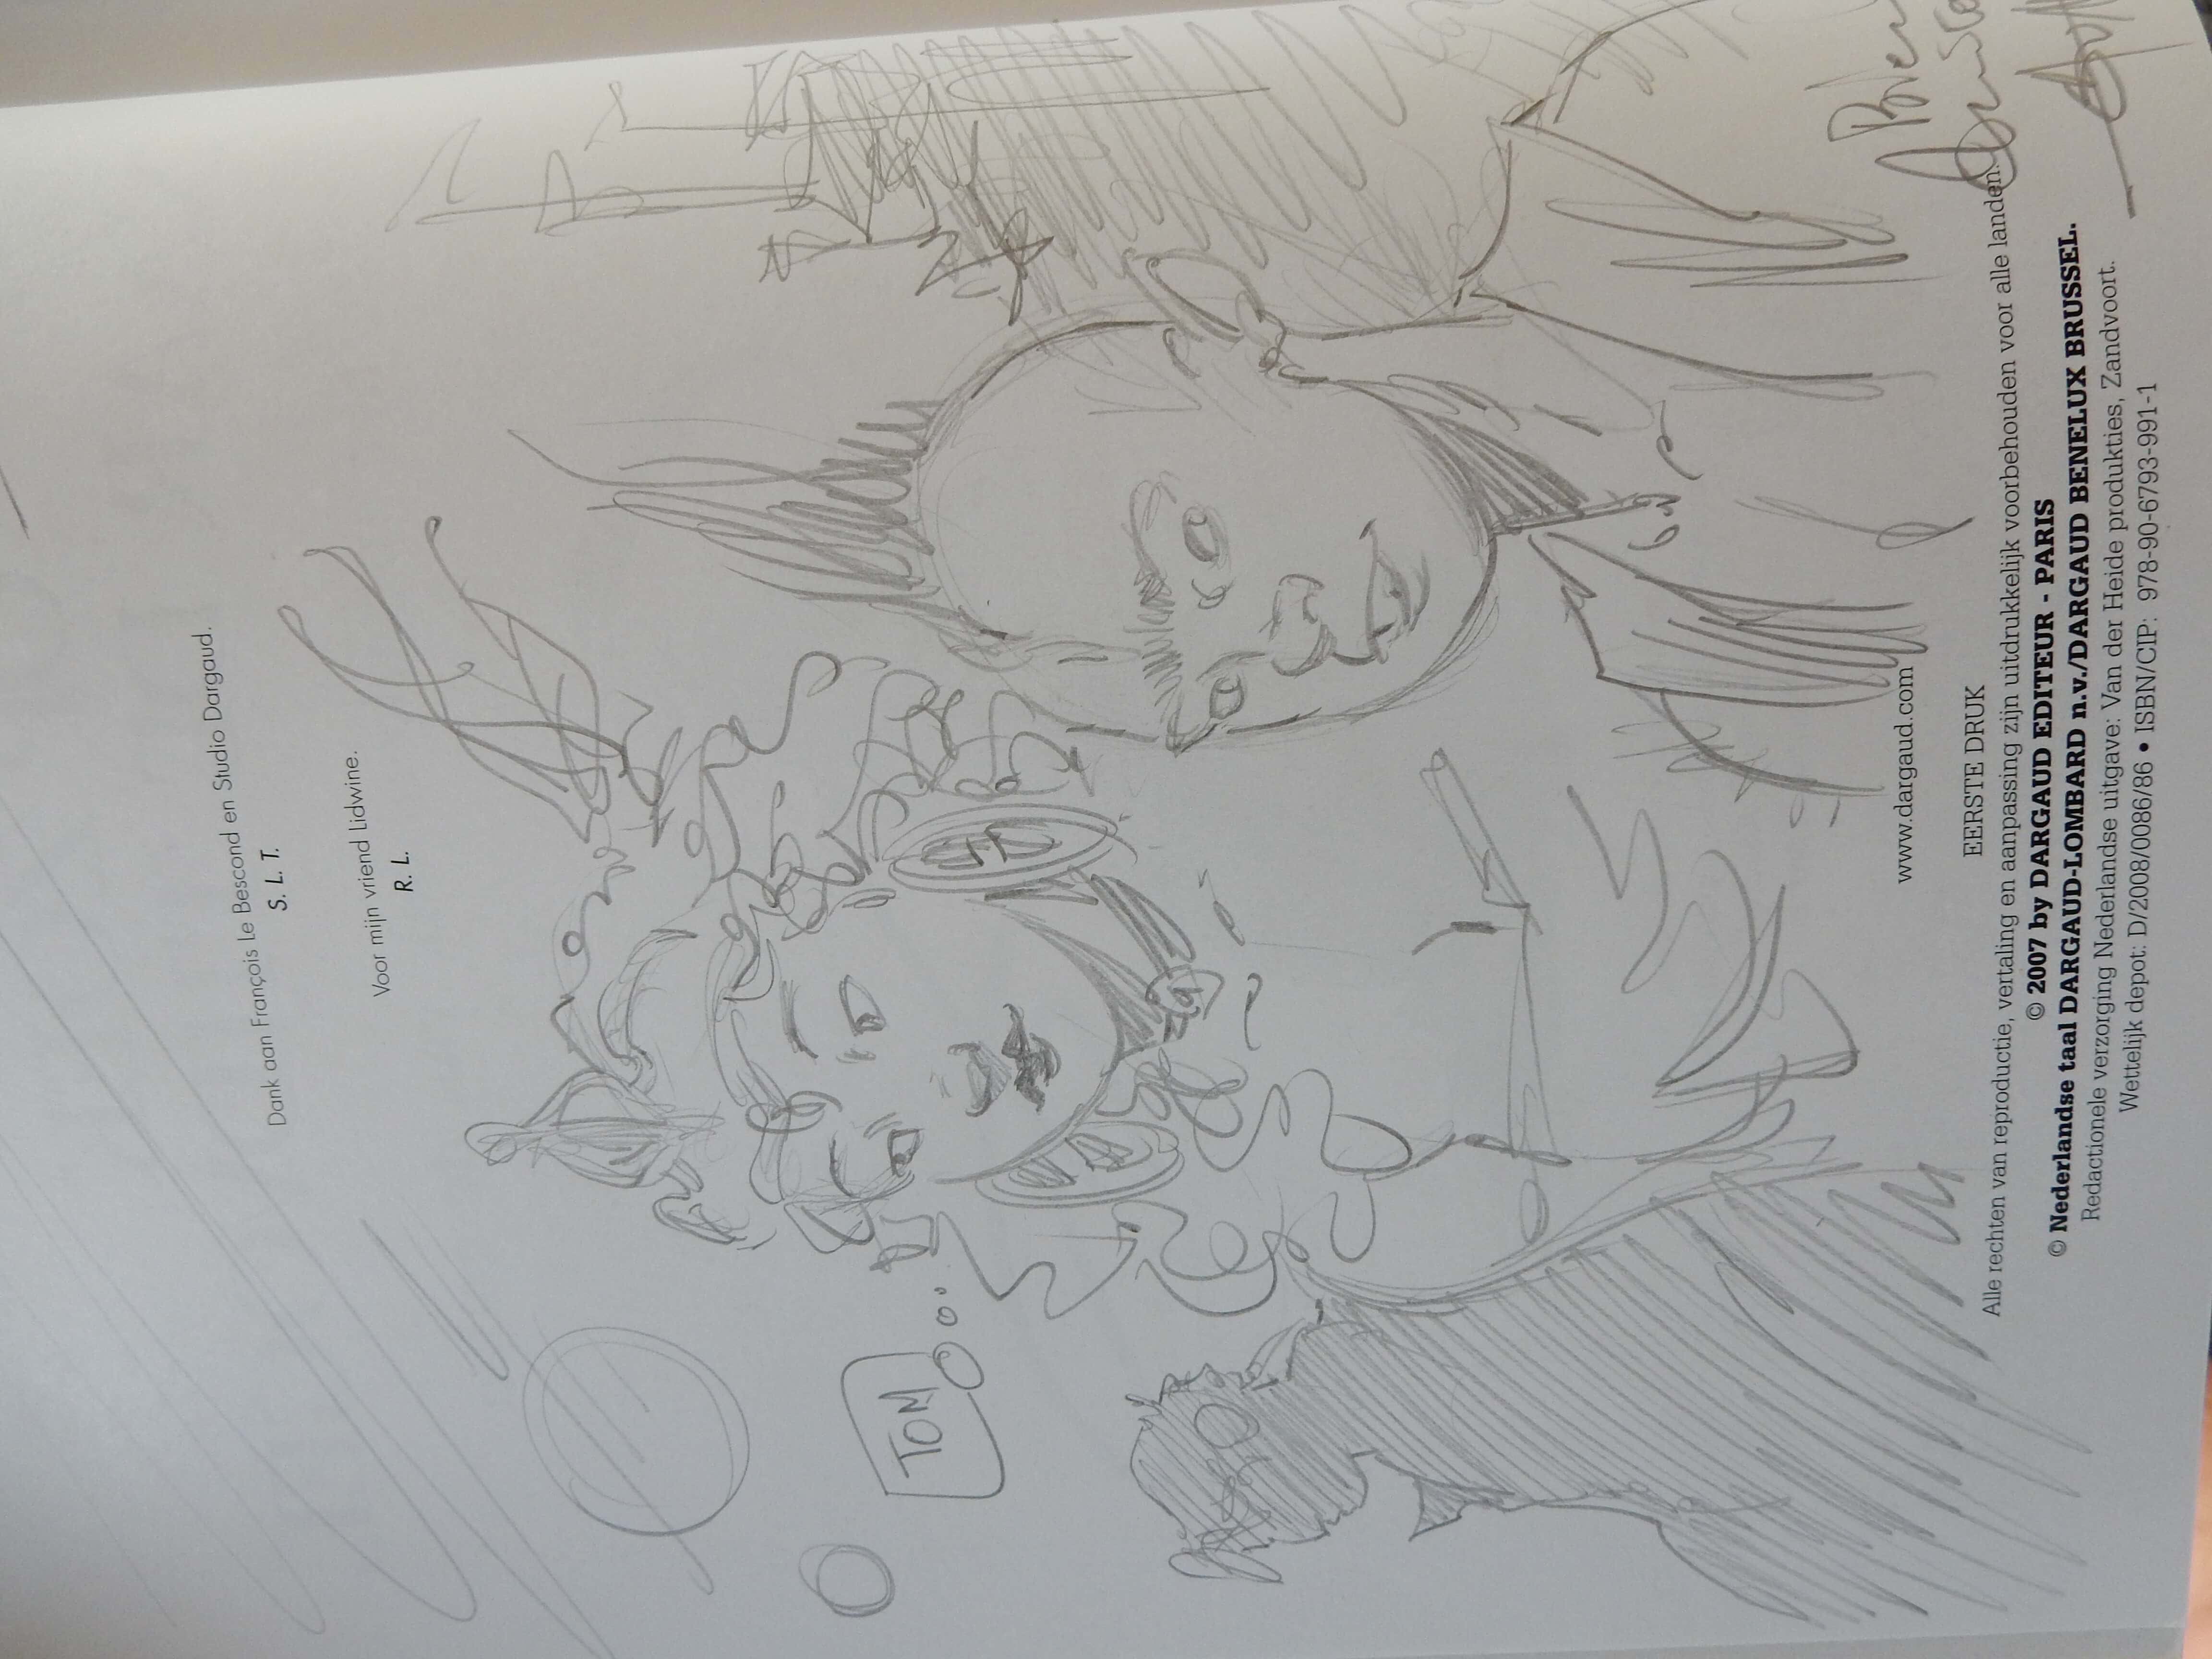 Dank aan François Le Bescond en Studio Dargaud.
S. L. T.
Voor mijn vriend Lidwine.
R. L.
TOM
www.dargaud.com
EERSTE DRUK
Alle rechten van reproductie, vertaling en aanpassing zijn uitdrukkelijk voorbehouden voor alle landen.
© 2007 by DARGAUD EDITEUR - PARIS
© Nederlandse taal DARGAUD-LOMBARD n.v./DARGAUD BENELUX BRUSSEL.
Redactionele verzorging Nederlandse uitgave: Van der Heide produkties, Zandvoort.
Wettelijk depot: D/2008/0086/86 • ISBN/CIP: 978-90-6793-991-1